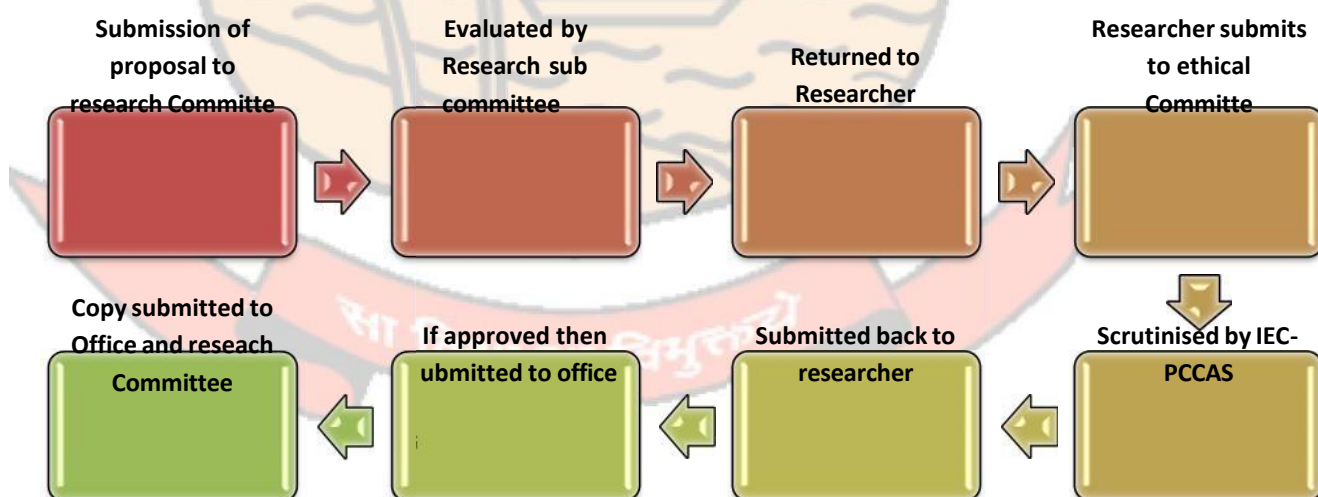 Submission of
proposal to
research Committe
Evaluated by
Research sub
committee
Returned to
Researcher
Researcher submits
to ethical
Committe
Scrutinised by IEC-
PCCAS
Submitted back to
researcher
If approved then
ubmitted to office
Copy submitted to
Office and reseach
Committee
सा विमुक्तये